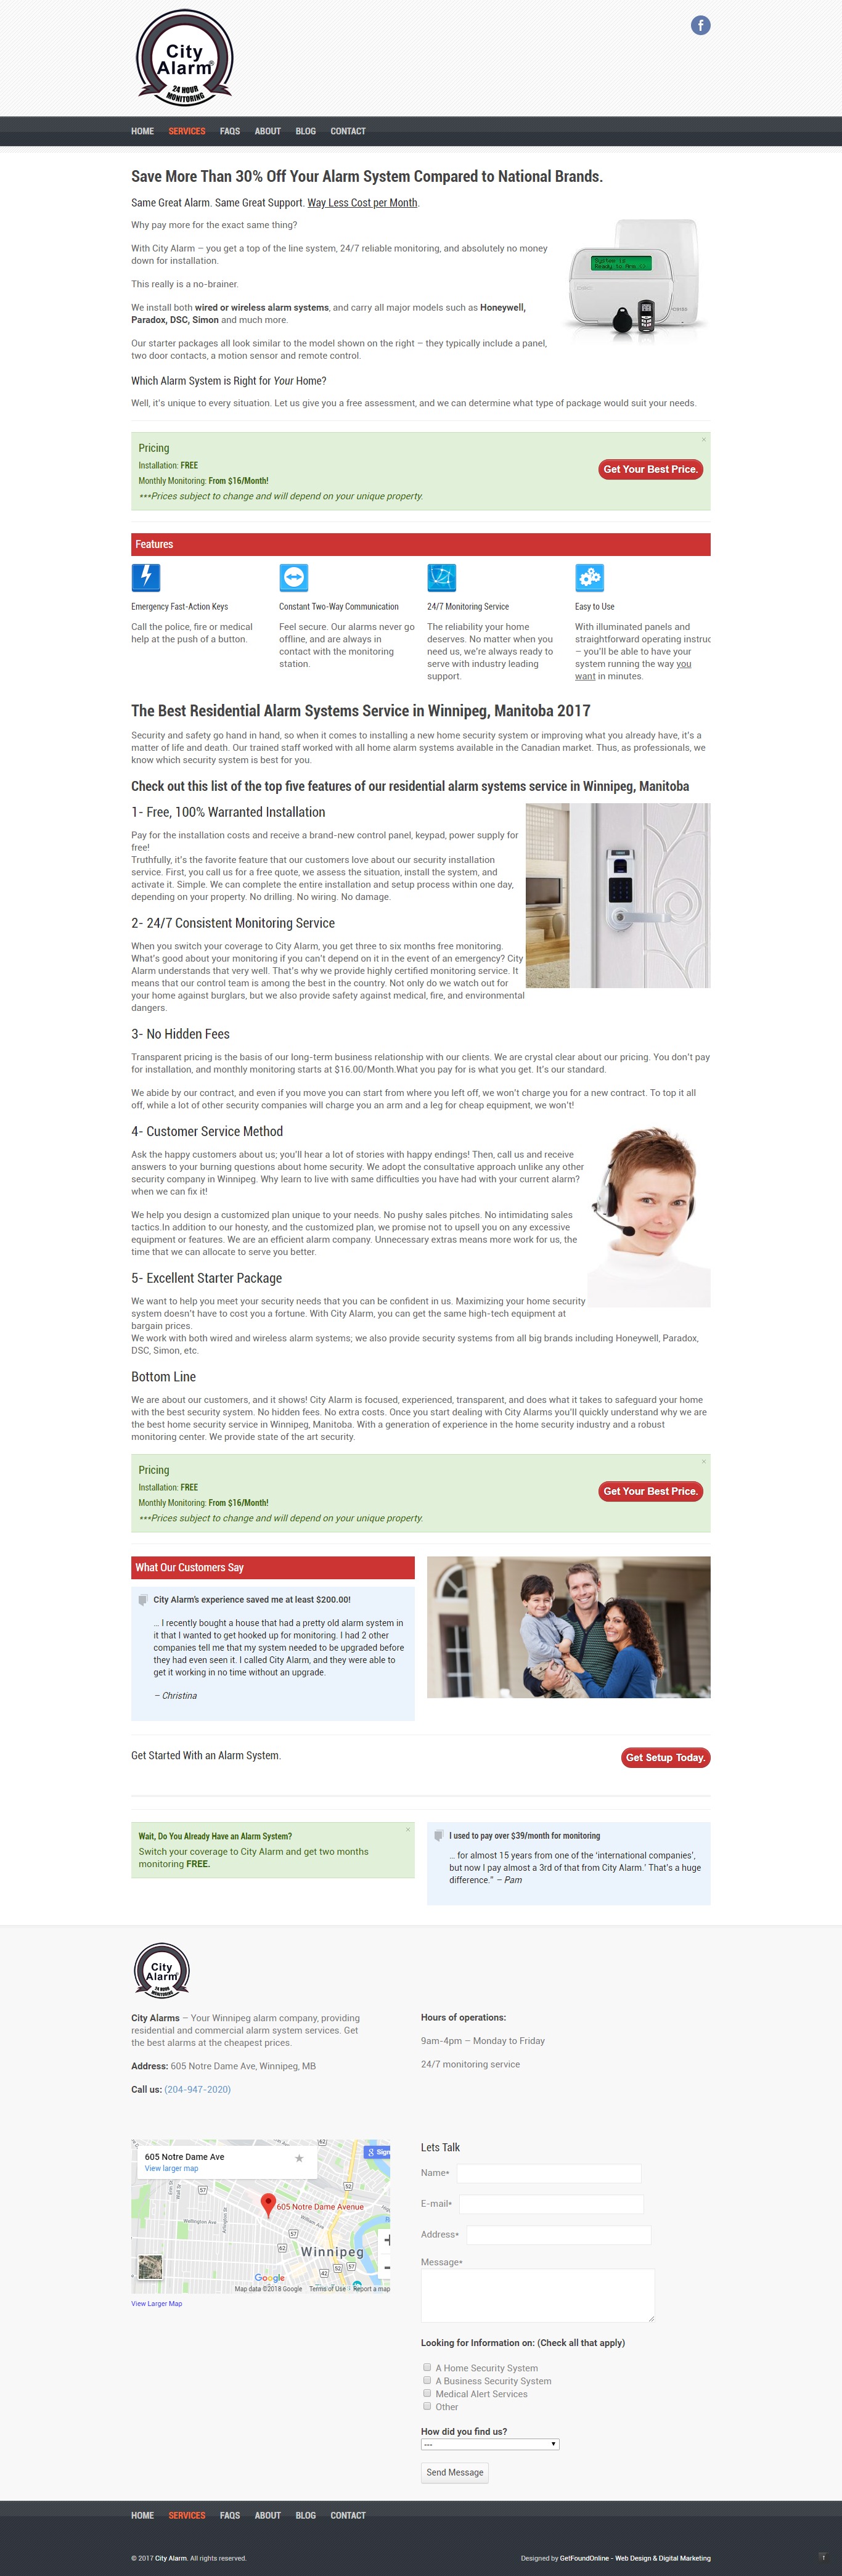 City
Alarm®
24 HOUR
MONITORING
HOME SERVICES FAQS ABOUT BLOG CONTACT
Save More Than 30% Off Your Alarm System Compared to National Brands.
Same Great Alarm. Same Great Support. Way Less Cost per Month.
Why pay more for the exact same thing?
With City Alarm – you get a top of the line system, 24/7 reliable monitoring, and absolutely no money
down for installation.
This really is a no-brainer.
We install both wired or wireless alarm systems, and carry all major models such as Honeywell,
Paradox, DSC, Simon and much more.
Our starter packages all look similar to the model shown on the right – they typically include a panel,
two door contacts, a motion sensor and remote control.
System is
Ready to Arm
Which Alarm System is Right for Your Home?
Well, it's unique to every situation. Let us give you a free assessment, and we can determine what type of package would suit your needs.
×
Pricing
Installation: FREE
Monthly Monitoring: From $16/Month!
***Prices subject to change and will depend on your unique property.
Get Your Best Price.
Features
Emergency Fast-Action Keys
Call the police, fire or medical
help at the push of a button.
Constant Two-Way Communication
Feel secure. Our alarms never go
offline, and are always in
contact with the monitoring
station.
24/7 Monitoring Service
The reliability your home
deserves. No matter when you
need us, we're always ready to
serve with industry leading
support.
Easy to Use
With illuminated panels and
straightforward operating instruc
– you'll be able to have your
system running the way you
want in minutes.
The Best Residential Alarm Systems Service in Winnipeg, Manitoba 2017
Security and safety go hand in hand, so when it comes to installing a new home security system or improving what you already have, it's a
matter of life and death. Our trained staff worked with all home alarm systems available in the Canadian market. Thus, as professionals, we
know which security system is best for you.
Check out this list of the top five features of our residential alarm systems service in Winnipeg, Manitoba
1- Free, 100% Warranted Installation
Pay for the installation costs and receive a brand-new control panel, keypad, power supply for
free!
Truthfully, it's the favorite feature that our customers love about our security installation
service. First, you call us for a free quote, we assess the situation, install the system, and
activate it. Simple. We can complete the entire installation and setup process within one day,
depending on your property. No drilling. No wiring. No damage.
2- 24/7 Consistent Monitoring Service
When you switch your coverage to City Alarm, you get three to six months free monitoring.
What's good about your monitoring if you can't depend on it in the event of an emergency? City
Alarm understands that very well. That's why we provide highly certified monitoring service. It
means that our control team is among the best in the country. Not only do we watch out for
your home against burglars, but we also provide safety against medical, fire, and environmental
dangers.
3- No Hidden Fees
Transparent pricing is the basis of our long-term business relationship with our clients. We are crystal clear about our pricing. You don't pay
for installation, and monthly monitoring starts at $16.00/Month.What you pay for is what you get. It's our standard.
We abide by our contract, and even if you move you can start from where you left off, we won't charge you for a new contract. To top it all
off, while a lot of other security companies will charge you an arm and a leg for cheap equipment, we won't!
4- Customer Service Method
Ask the happy customers about us; you'll hear a lot of stories with happy endings! Then, call us and receive
answers to your burning questions about home security. We adopt the consultative approach unlike any other
security company in Winnipeg. Why learn to live with same difficulties you have had with your current alarm?
when we can fix it!
We help you design a customized plan unique to your needs. No pushy sales pitches. No intimidating sales
tactics.In addition to our honesty, and the customized plan, we promise not to upsell you on any excessive
equipment or features. We are an efficient alarm company. Unnecessary extras means more work for us, the
time that we can allocate to serve you better.
5- Excellent Starter Package
We want to help you meet your security needs that you can be confident in us. Maximizing your home security
system doesn't have to cost you a fortune. With City Alarm, you can get the same high-tech equipment at
bargain prices.
We work with both wired and wireless alarm systems; we also provide security systems from all big brands including Honeywell, Paradox,
DSC, Simon, etc.
Bottom Line
We are about our customers, and it shows! City Alarm is focused, experienced, transparent, and does what it takes to safeguard your home
with the best security system. No hidden fees. No extra costs. Once you start dealing with City Alarms you'll quickly understand why we are
the best home security service in Winnipeg, Manitoba. With a generation of experience in the home security industry and a robust
monitoring center. We provide state of the art security.
×
Pricing
Installation: FREE
Monthly Monitoring: From $16/Month!
***Prices subject to change and will depend on your unique property.
Get Your Best Price.
What Our Customers Say
City Alarm's experience saved me at least $200.00!
... I recently bought a house that had a pretty old alarm system in
it that I wanted to get hooked up for monitoring. I had 2 other
companies tell me that my system needed to be upgraded before
they had even seen it. I called City Alarm, and they were able to
get it working in no time without an upgrade.
– Christina
Get Started With an Alarm System.
Get Setup Today.
×
Wait, Do You Already Have an Alarm System?
Switch your coverage to City Alarm and get two months
monitoring FREE.
I used to pay over $39/month for monitoring
... for almost 15 years from one of the 'international companies',
but now I pay almost a 3rd of that from City Alarm.' That's a huge
difference." – Pam
City
Alarm®
24 HOUR
MONITORING
City Alarms – Your Winnipeg alarm company, providing
residential and commercial alarm system services. Get
the best alarms at the cheapest prices.
Address: 605 Notre Dame Ave, Winnipeg, MB
Call us: (204-947-2020)
Hours of operations:
9am-4pm – Monday to Friday
24/7 monitoring service
605 Notre Dame Ave
View larger map
Sign
62
52
57
605 Notre Dame Avenue
Wellington Ave
Arlington St
William Ave
57
62
Winnipeg
42
52
57
Google
Map data ©2018 Google Terms of Use Report a map
View Larger Map
Lets Talk
Name*
E-mail*
Address*
Message*
Looking for Information on: (Check all that apply)
A Home Security System
A Business Security System
Medical Alert Services
Other
How did you find us?
---
Send Message
HOME SERVICES FAQS ABOUT BLOG CONTACT
© 2017 City Alarm. All rights reserved.
Designed by GetFoundOnline - Web Design & Digital Marketing